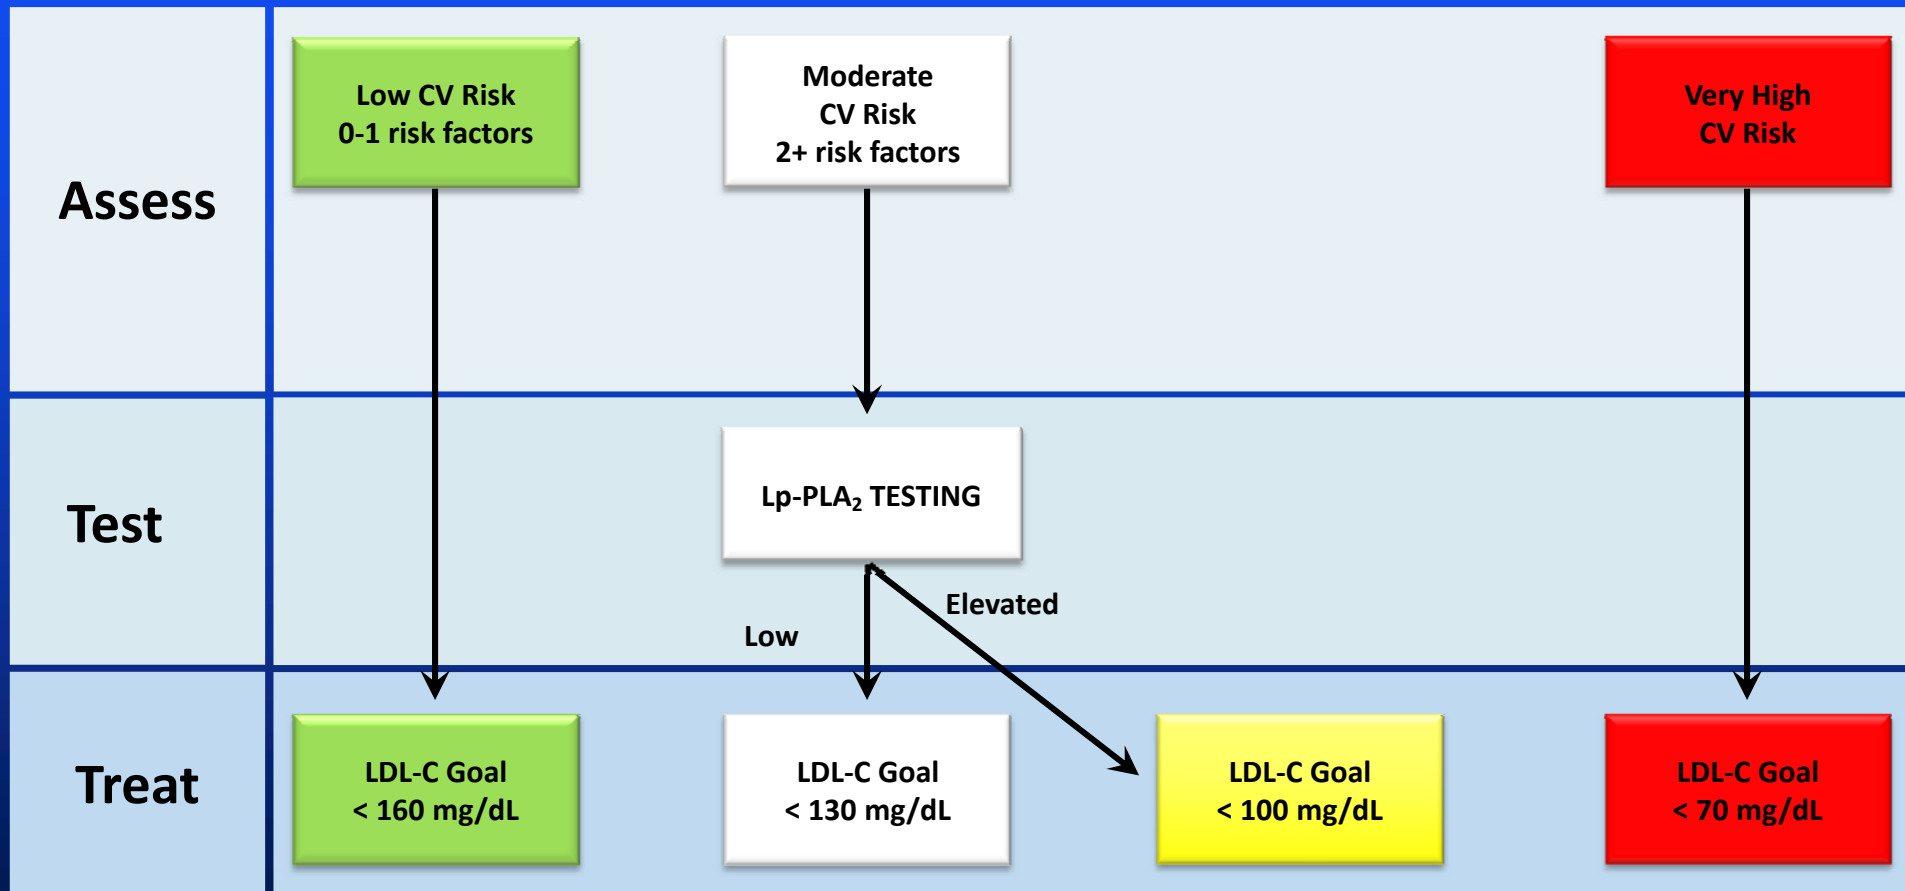 Assess
Low CV Risk
0-1 risk factors
Moderate
CV Risk
2+ risk factors
Very High
CV Risk
Test
Lp-PLA₂ TESTING
Elevated
Low
Treat
LDL-C Goal
< 160 mg/dL
LDL-C Goal
< 130 mg/dL
LDL-C Goal
< 100 mg/dL
LDL-C Goal
< 70 mg/dL